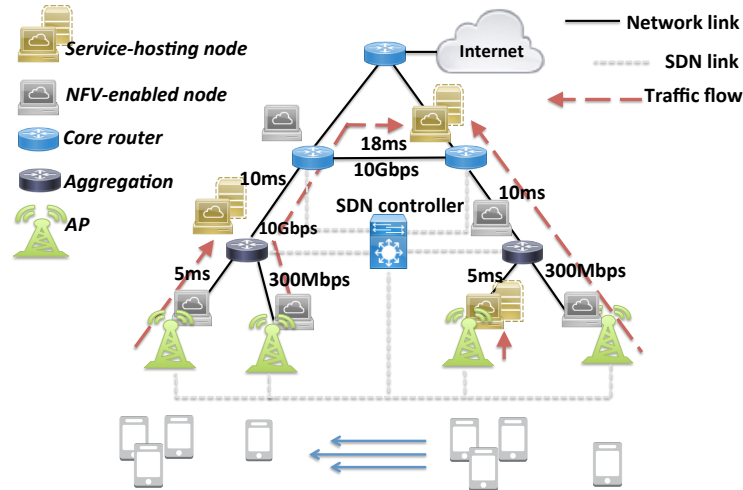 Service-hosting node
NFV-enabled node
Core router
Aggregation
AP
Internet
Network link
SDN link
Traffic flow
18ms
10Gbps
10ms
10ms
SDN controller
10Gbps
5ms
300Mbps
5ms
300Mbps